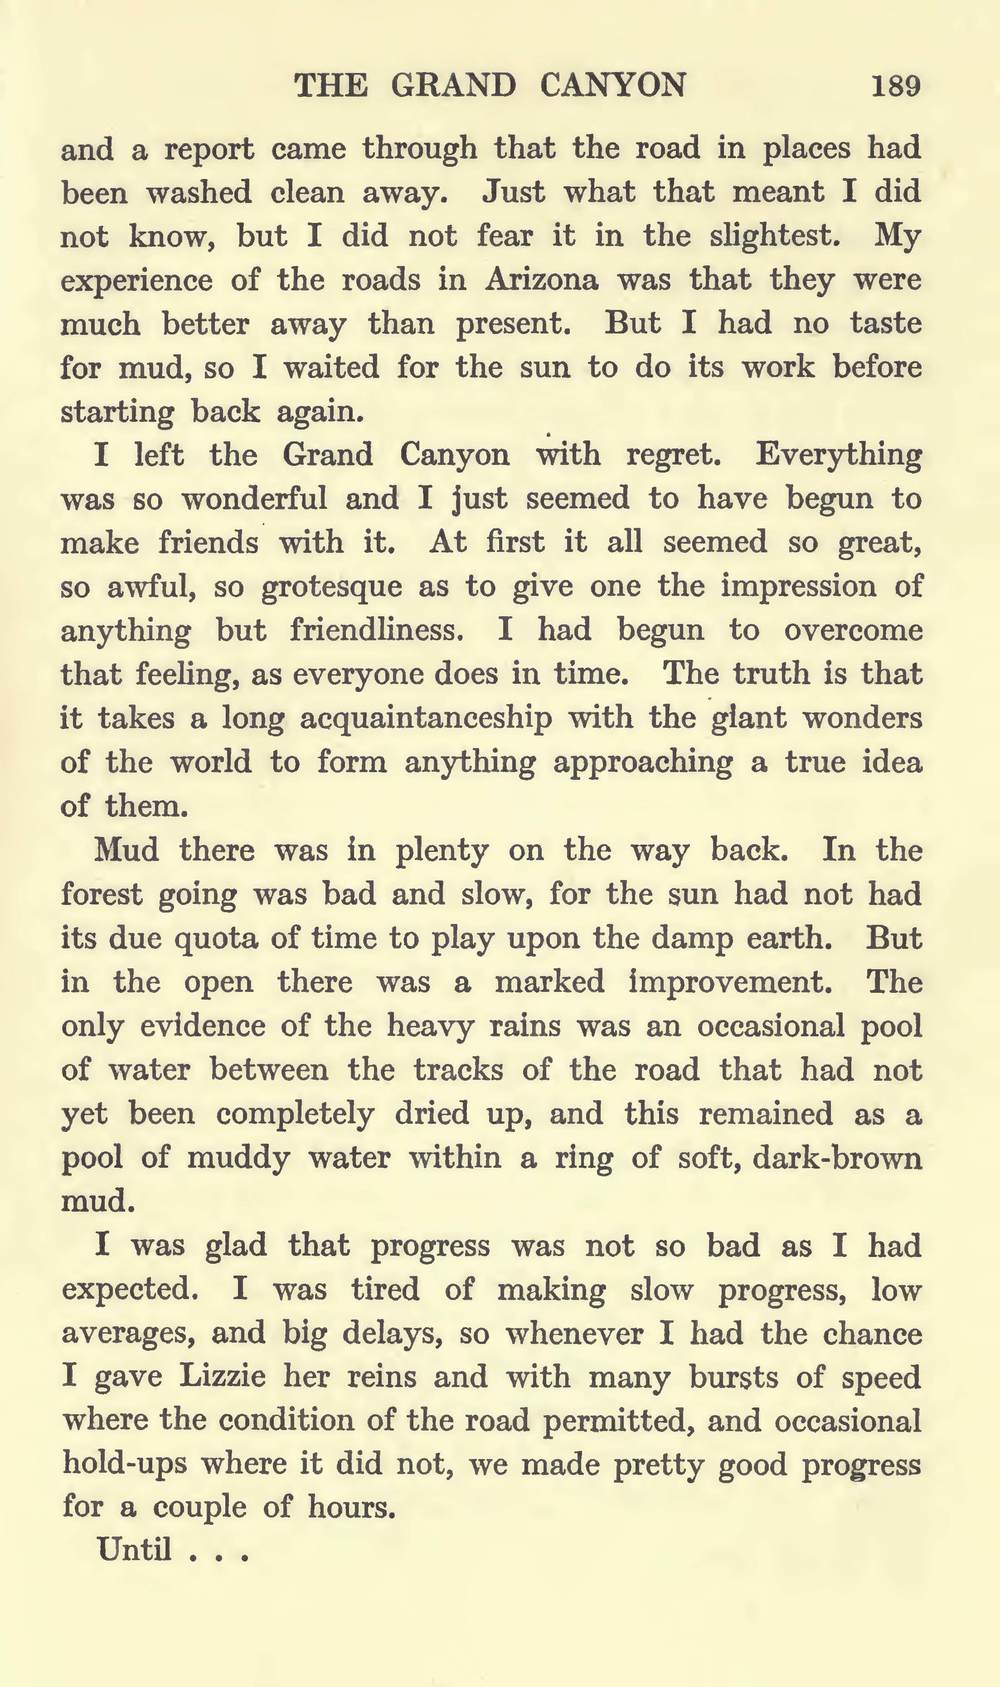 THE GRAND CANYON 189
and a report came through that the road in places had
been washed clean away. Just what that meant I did
not know, but I did not fear it in the slightest. My
experience of the roads in Arizona was that they were
much better away than present. But I had no taste
for mud, so I waited for the sun to do its work before
starting back again.
I left the Grand Canyon with regret. Everything
was so wonderful and I just seemed to have begun to
make friends with it. At first it all seemed so great,
so awful, so grotesque as to give one the impression of
anything but friendliness. I had begun to overcome
that feeling, as everyone does in time. The truth is that
it takes a long acquaintanceship with the giant wonders
of the world to form anything approaching a true idea
of them.
Mud there was in plenty on the way back. In the
forest going was bad and slow, for the sun had not had
its due quota of time to play upon the damp earth. But
in the open there was a marked improvement. The
only evidence of the heavy rains was an occasional pool
of water between the tracks of the road that had not
yet been completely dried up, and this remained as a
pool of muddy water within a ring of soft, dark-brown
mud.
I was glad that progress was not so bad as I had
expected. I was tired of making slow progress, low
averages, and big delays, so whenever I had the chance
I gave Lizzie her reins and with many bursts of speed
where the condition of the road permitted, and occasional
hold-ups where it did not, we made pretty good progress
for a couple of hours.
Until . . .